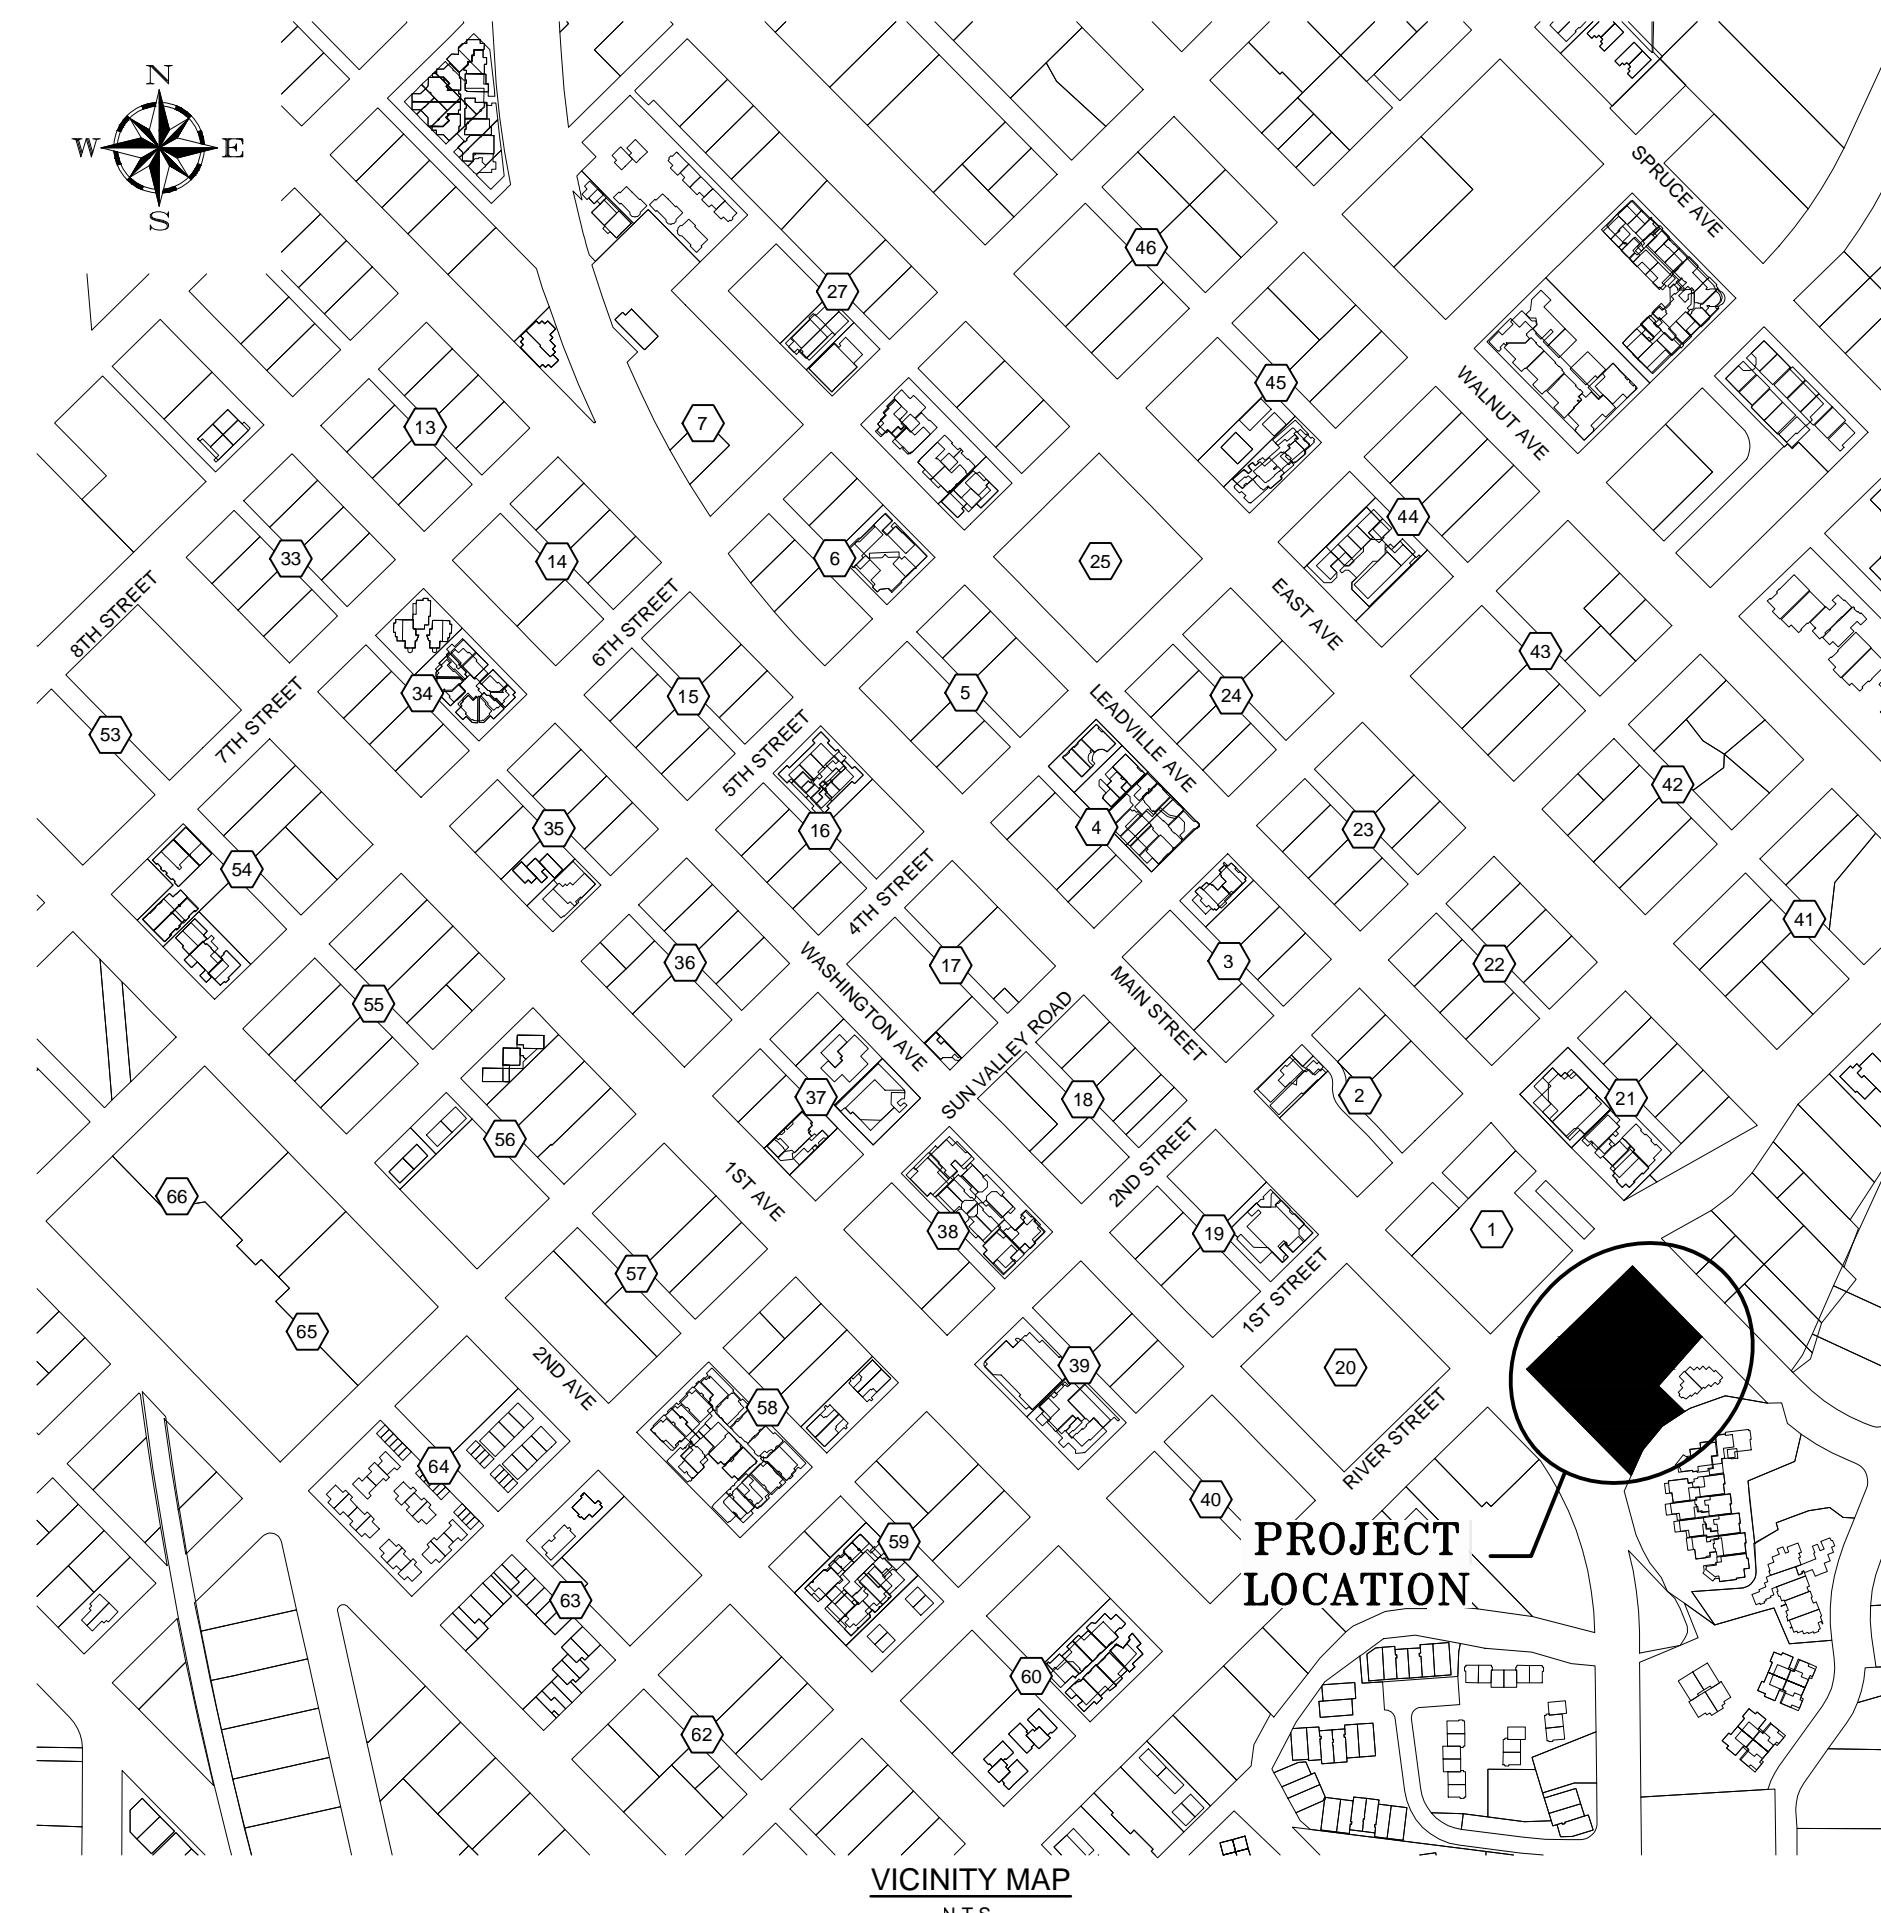 N
W E
S
SPRUCE AVE
46
27
45
WALNUT AVE
7
13
44
33
14
6
25
8TH STREET
6TH STREET
EAST AVE
43
34
15
5
24
7TH STREET
LEADVILLE AVE
53
5TH STREET
42
35
16
4
23
54
4TH STREET
41
36
17
3
22
WASHINGTON AVE
MAIN STREET
55
SUN VALLEY ROAD
37
18
2
21
56
2ND STREET
1ST AVE
66
38
19
1
57
1ST STREET
65
2ND AVE
39
20
58
RIVER STREET
64
40
59
PROJECT
LOCATION
63
60
62
VICINITY MAP
N.T.S.